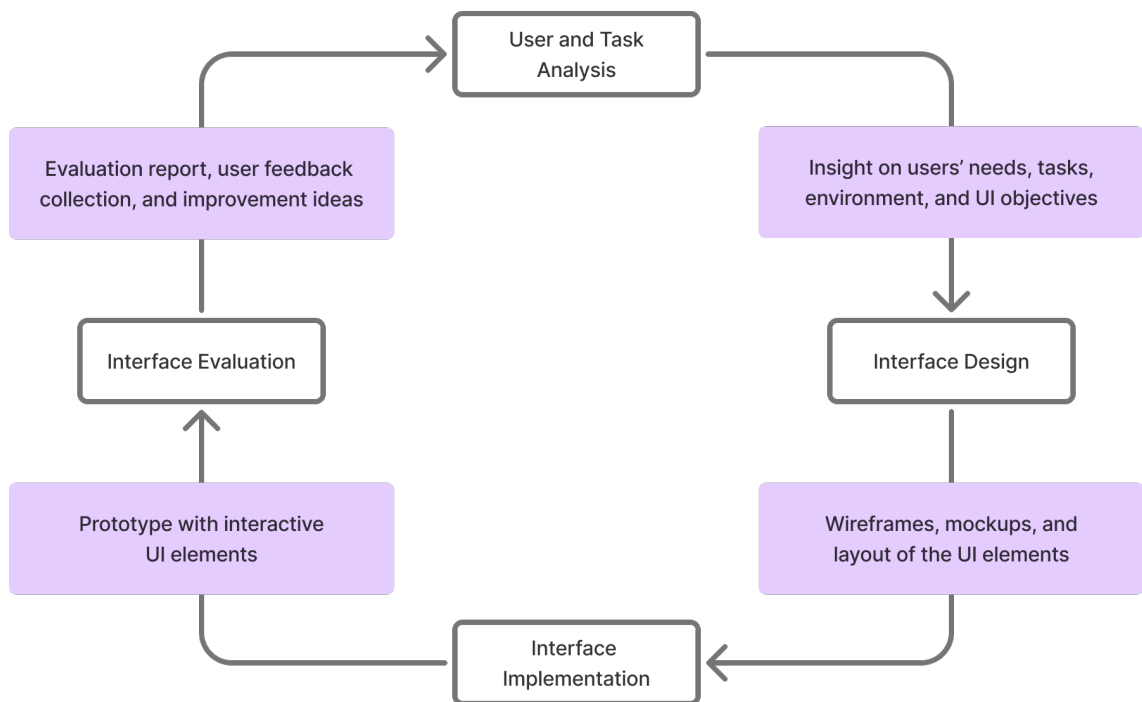 User and Task
Analysis
Evaluation report, user feedback
collection, and improvement ideas
Insight on users’ needs, tasks,
environment, and UI objectives
Interface Evaluation
Interface Design
Prototype with interactive
UI elements
Wireframes, mockups, and
layout of the UI elements
Interface
Implementation